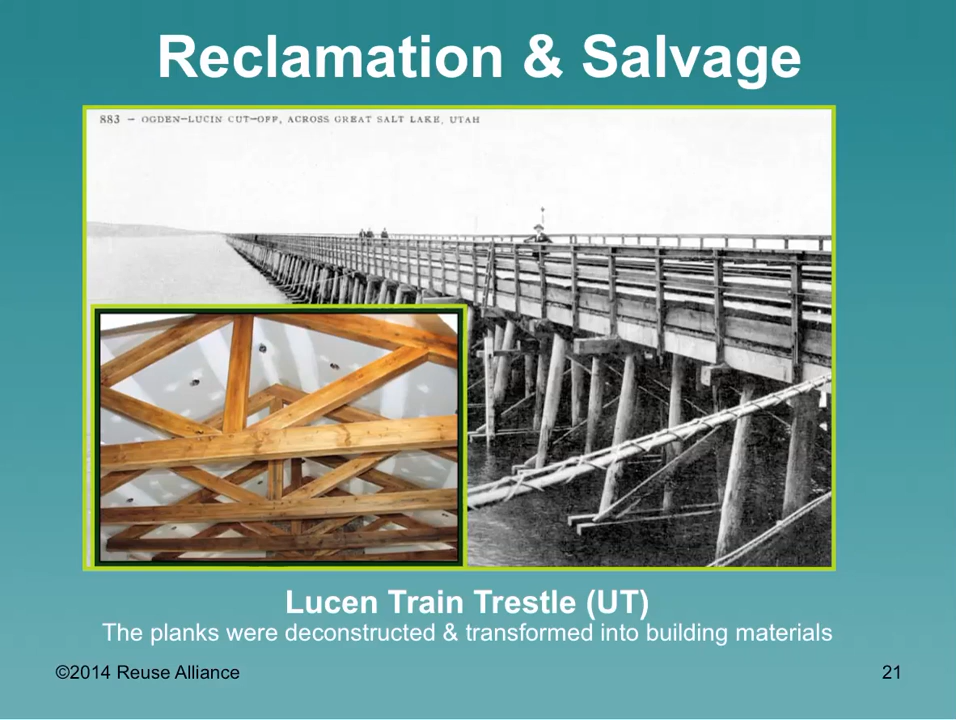 Reclamation & Salvage
883 – OGDEN–LUCIN CUT–OFF, ACROSS GREAT SALT LAKE, UTAH
Lucen Train Trestle (UT)
The planks were deconstructed & transformed into building materials
©2014 Reuse Alliance
21